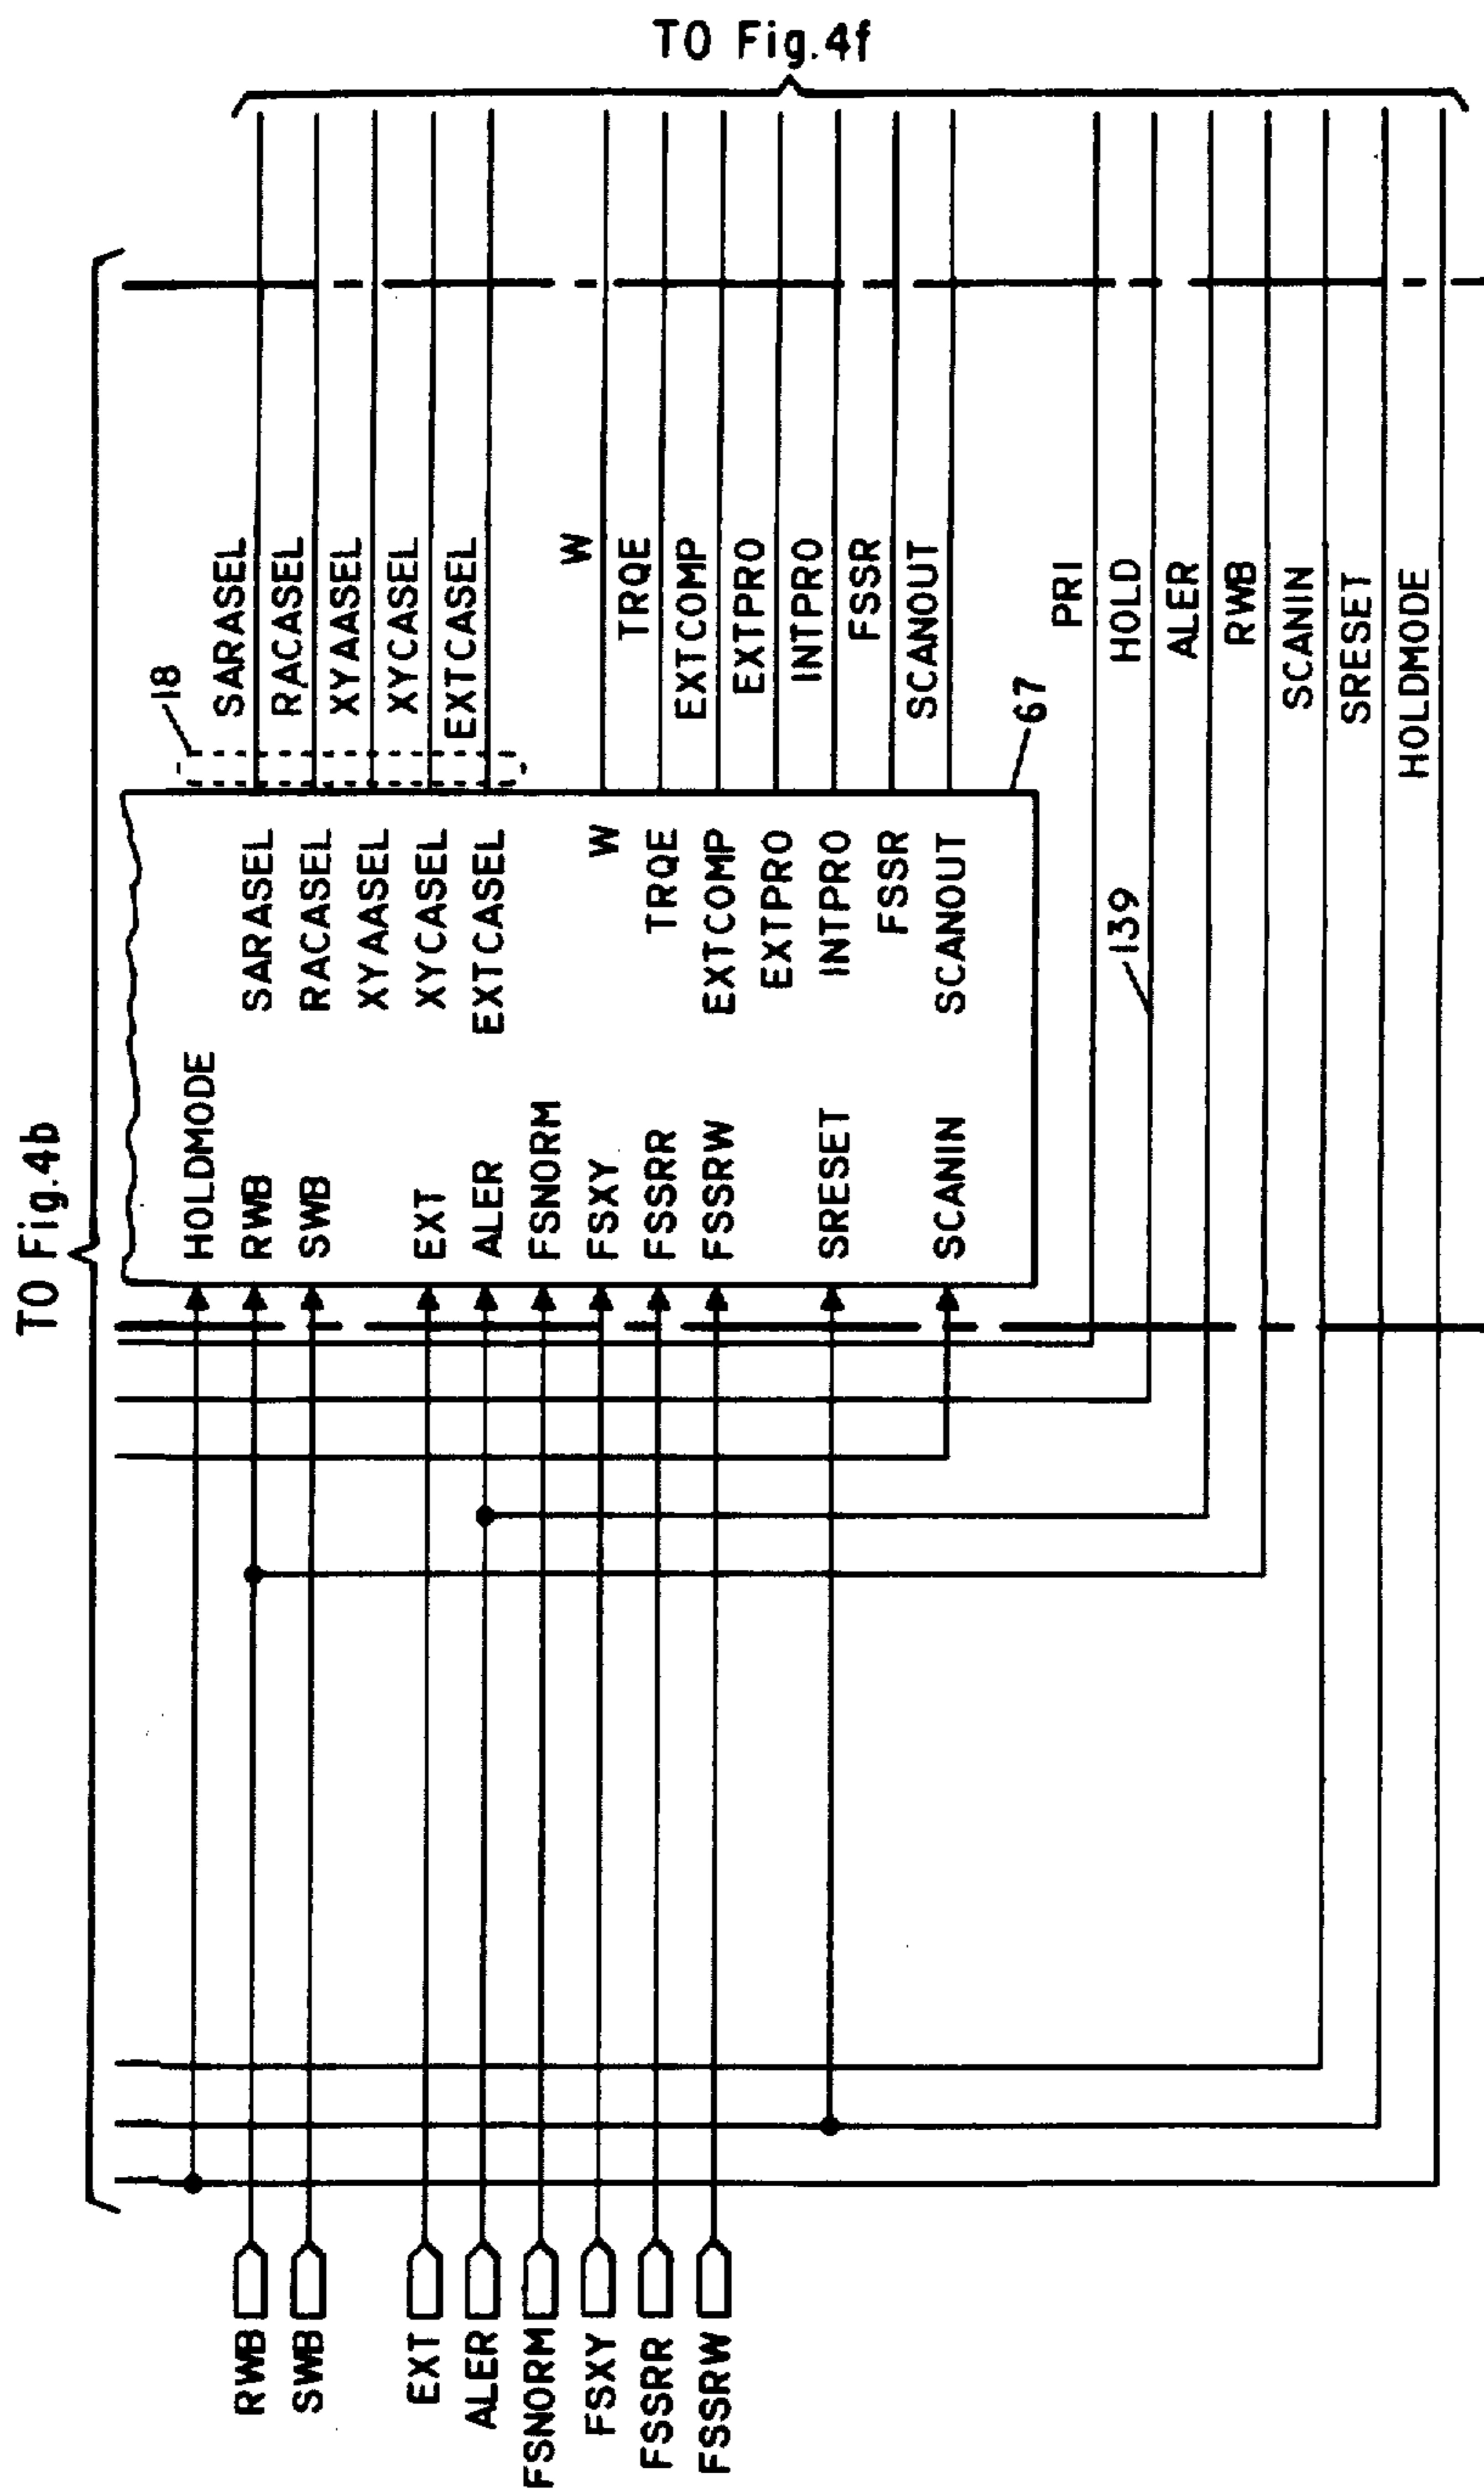 TO Fig.4f
TO Fig.4b
18
SARASEL
RACASEL
XYAASEL
XYCASEL
EXTCASEL
W
TRQE
EXTCOMP
EXTPRO
INTPRO
FSSR
SCANOUT
PRI
HOLD
ALER
RWB
SCANIN
SRESET
HOLDMODE
67
139
SARASEL
RACASEL
XYAASEL
XYCASEL
EXTCASEL
W
TRQE
EXTCOMP
EXTPRO
INTPRO
FSSR
SCANOUT
HOLDMODE
RWB
SWB
EXT
ALER
FSNORM
FSXY
FSSRR
FSSRW
SRESET
SCANIN
RWB
SWB
EXT
ALER
FSNORM
FSXY
FSSRR
FSSRW